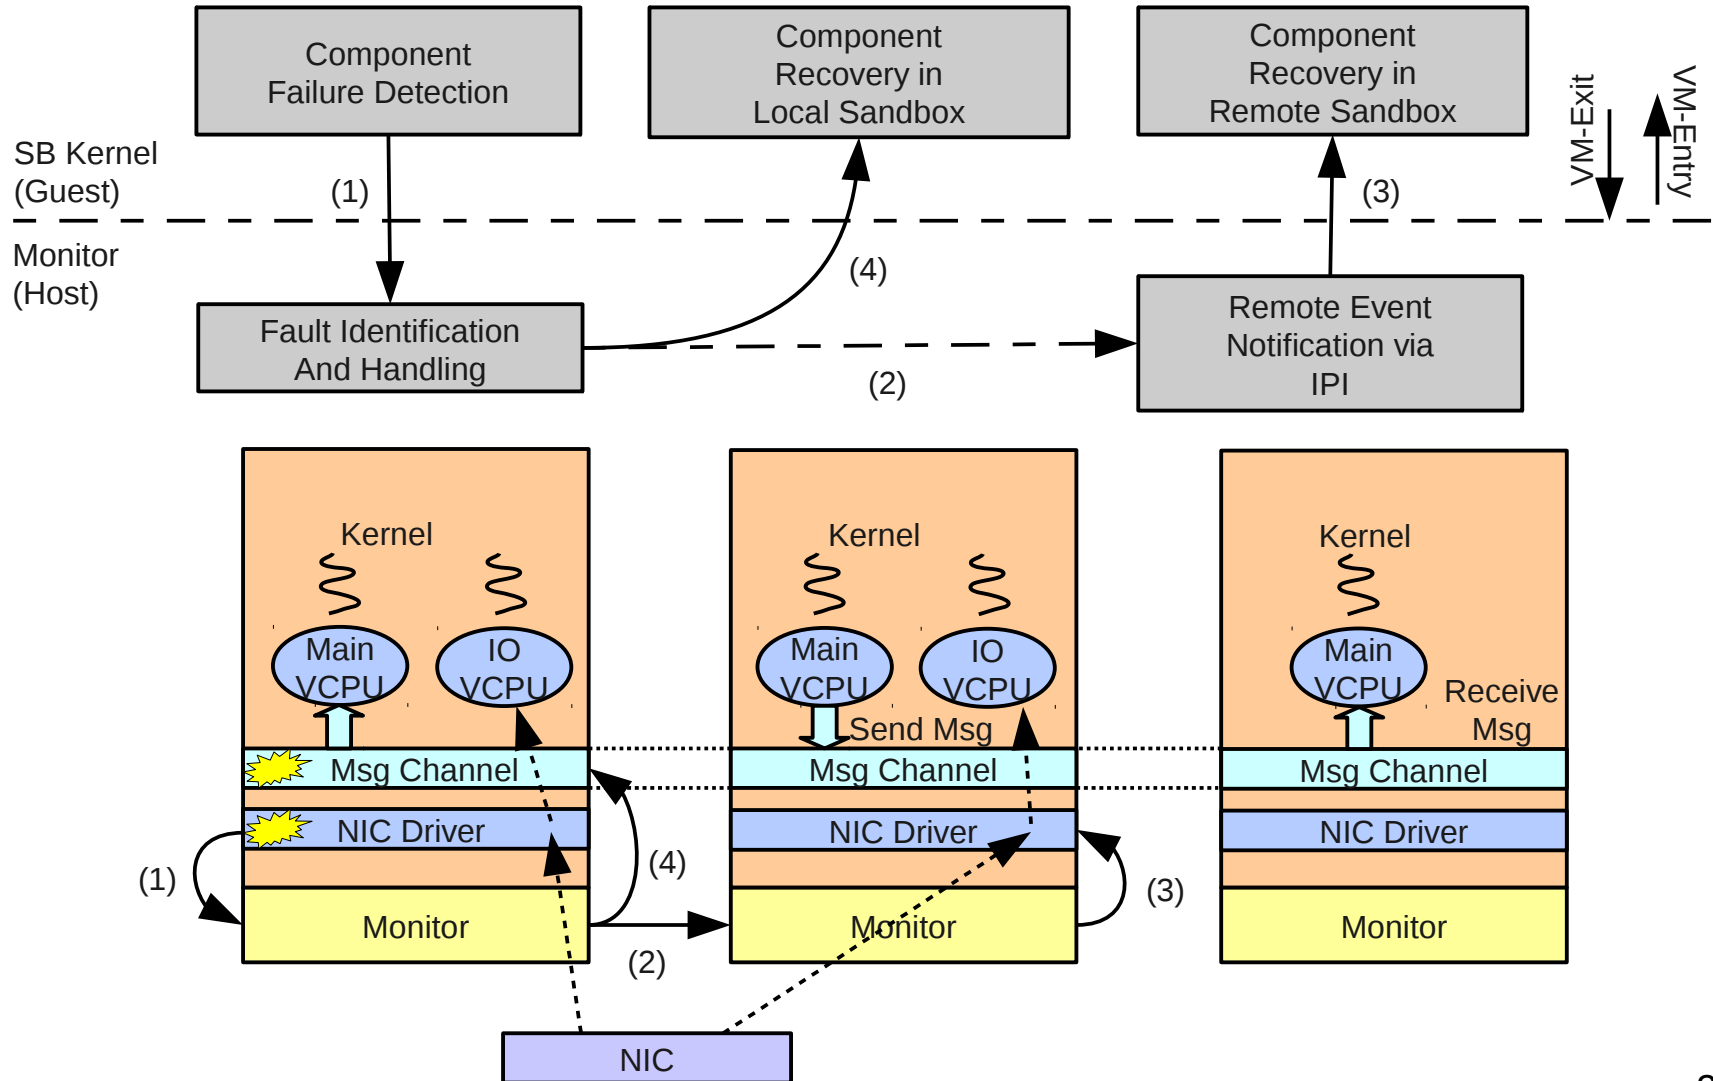 Component
Failure Detection
Component
Recovery in
Local Sandbox
Component
Recovery in
Remote Sandbox
VM-Exit
VM-Entry
SB Kernel
(Guest)
(1)
(3)
Monitor
(Host)
(4)
Fault Identification
And Handling
(2)
Remote Event
Notification via
IPI
Kernel
Main
VCPU
IO
VCPU
Msg Channel
NIC Driver
Monitor
(1)
(4)
(2)
Kernel
Main
VCPU
IO
VCPU
Send Msg
Msg Channel
NIC Driver
Monitor
(3)
Kernel
Main
VCPU
Receive
Msg
Msg Channel
NIC Driver
Monitor
NIC